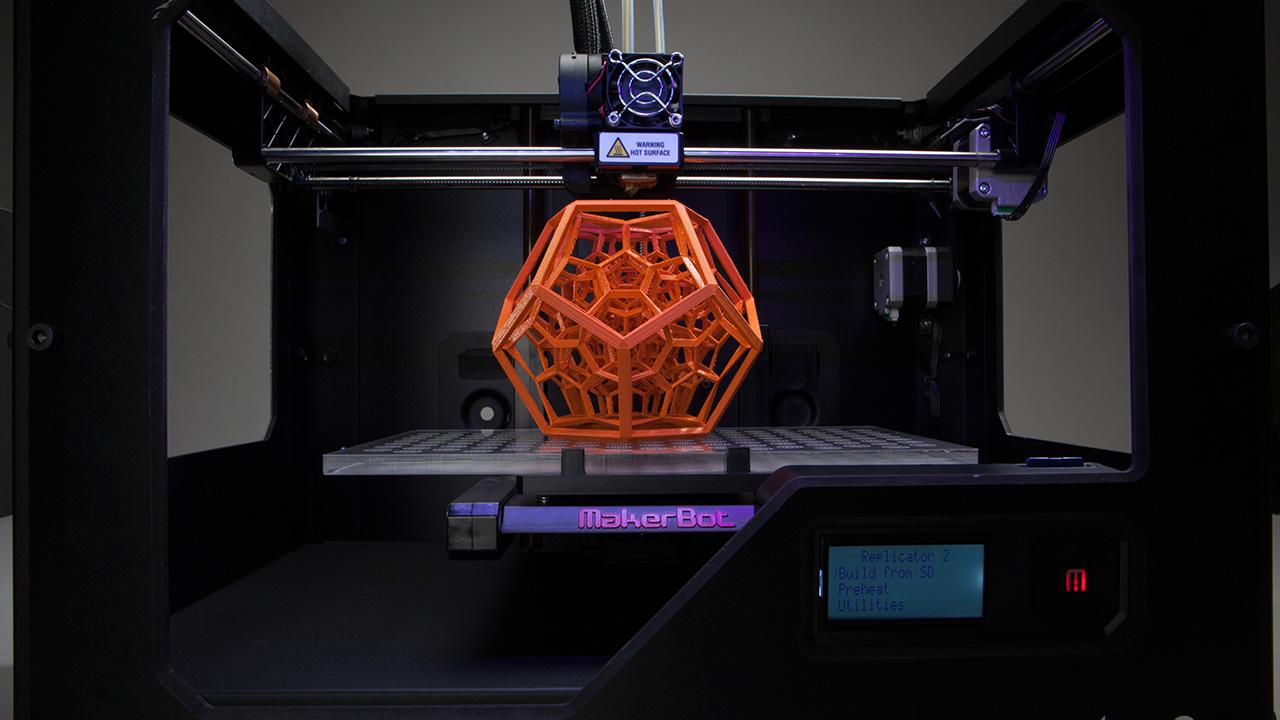 WARNING
HOT SURFACE
MakerBot
Replicator 2
›Build from SD
Preheat
Utilities
M